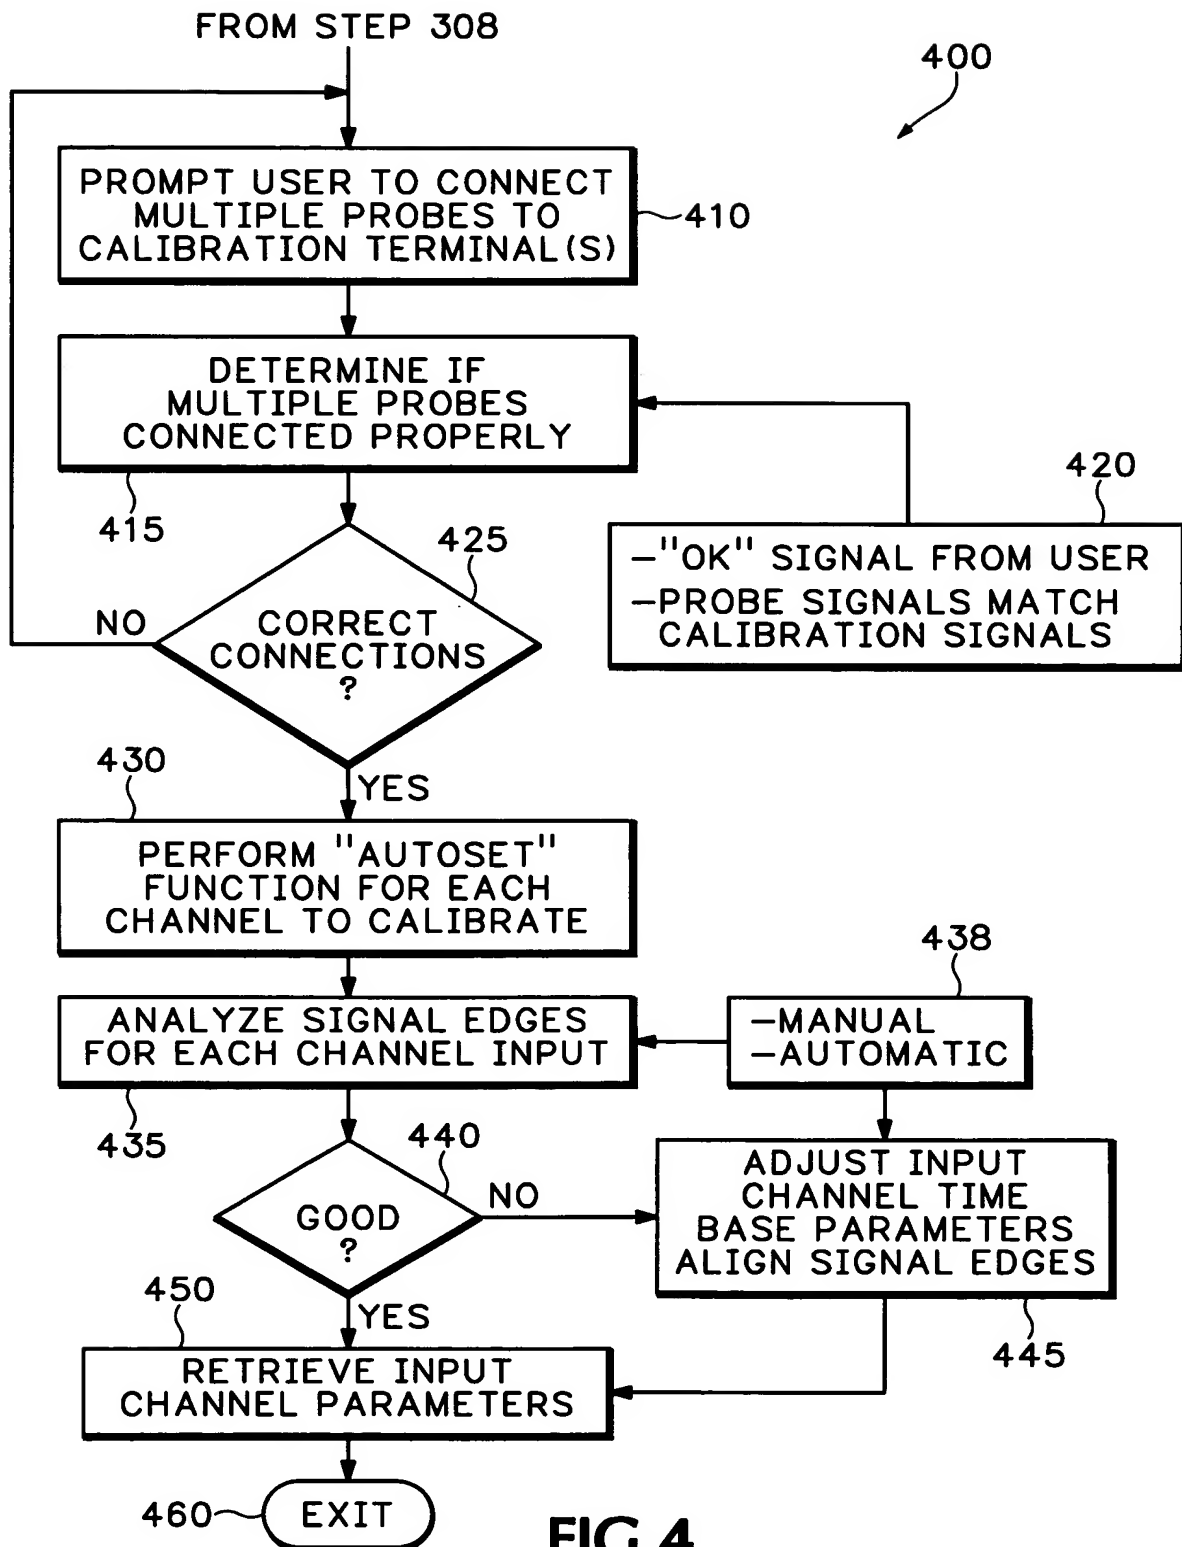 FROM STEP 308
400
PROMPT USER TO CONNECT
MULTIPLE PROBES TO
CALIBRATION TERMINAL(S)
410
DETERMINE IF
MULTIPLE PROBES
CONNECTED PROPERLY
415
420
-"OK" SIGNAL FROM USER
-PROBE SIGNALS MATCH
CALIBRATION SIGNALS
425
NO
CORRECT
CONNECTIONS
?
YES
430
PERFORM "AUTOSET"
FUNCTION FOR EACH
CHANNEL TO CALIBRATE
438
-MANUAL
-AUTOMATIC
ANALYZE SIGNAL EDGES
FOR EACH CHANNEL INPUT
435
440
GOOD
?
NO
ADJUST INPUT
CHANNEL TIME
BASE PARAMETERS
ALIGN SIGNAL EDGES
445
YES
450
RETRIEVE INPUT
CHANNEL PARAMETERS
460
EXIT
FIG.4